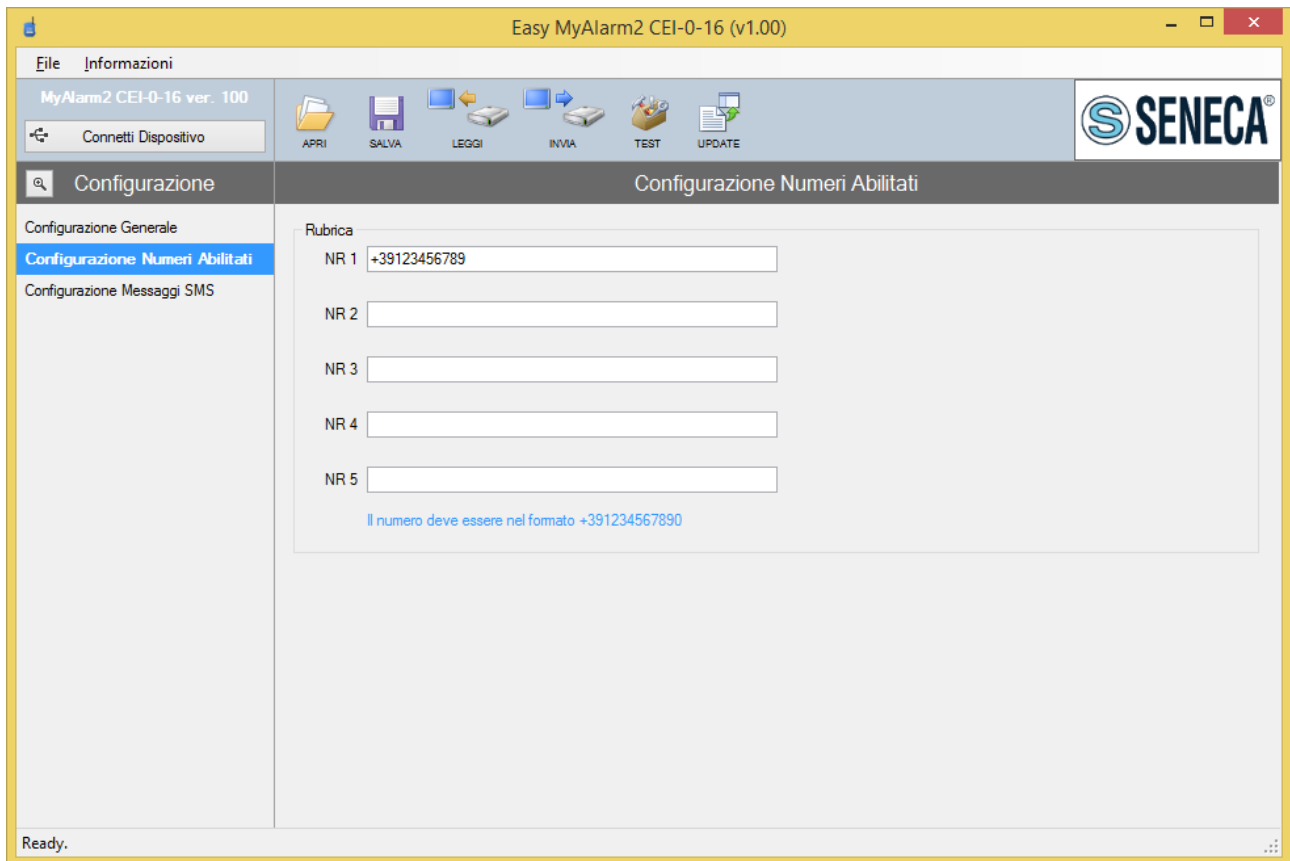 Easy MyAlarm2 CEI-0-16 (v1.00)
File Informazioni
MyAlarm2 CEI-0-16 ver. 100
Connetti Dispositivo
APRI SALVA LEGGI INVIA TEST UPDATE
S SENECA®
Configurazione
Configurazione Numeri Abilitati
Configurazione Generale
Configurazione Numeri Abilitati
Configurazione Messaggi SMS
Rubrica
NR 1 +39123456789
NR 2
NR 3
NR 4
NR 5
Il numero deve essere nel formato +391234567890
Ready.